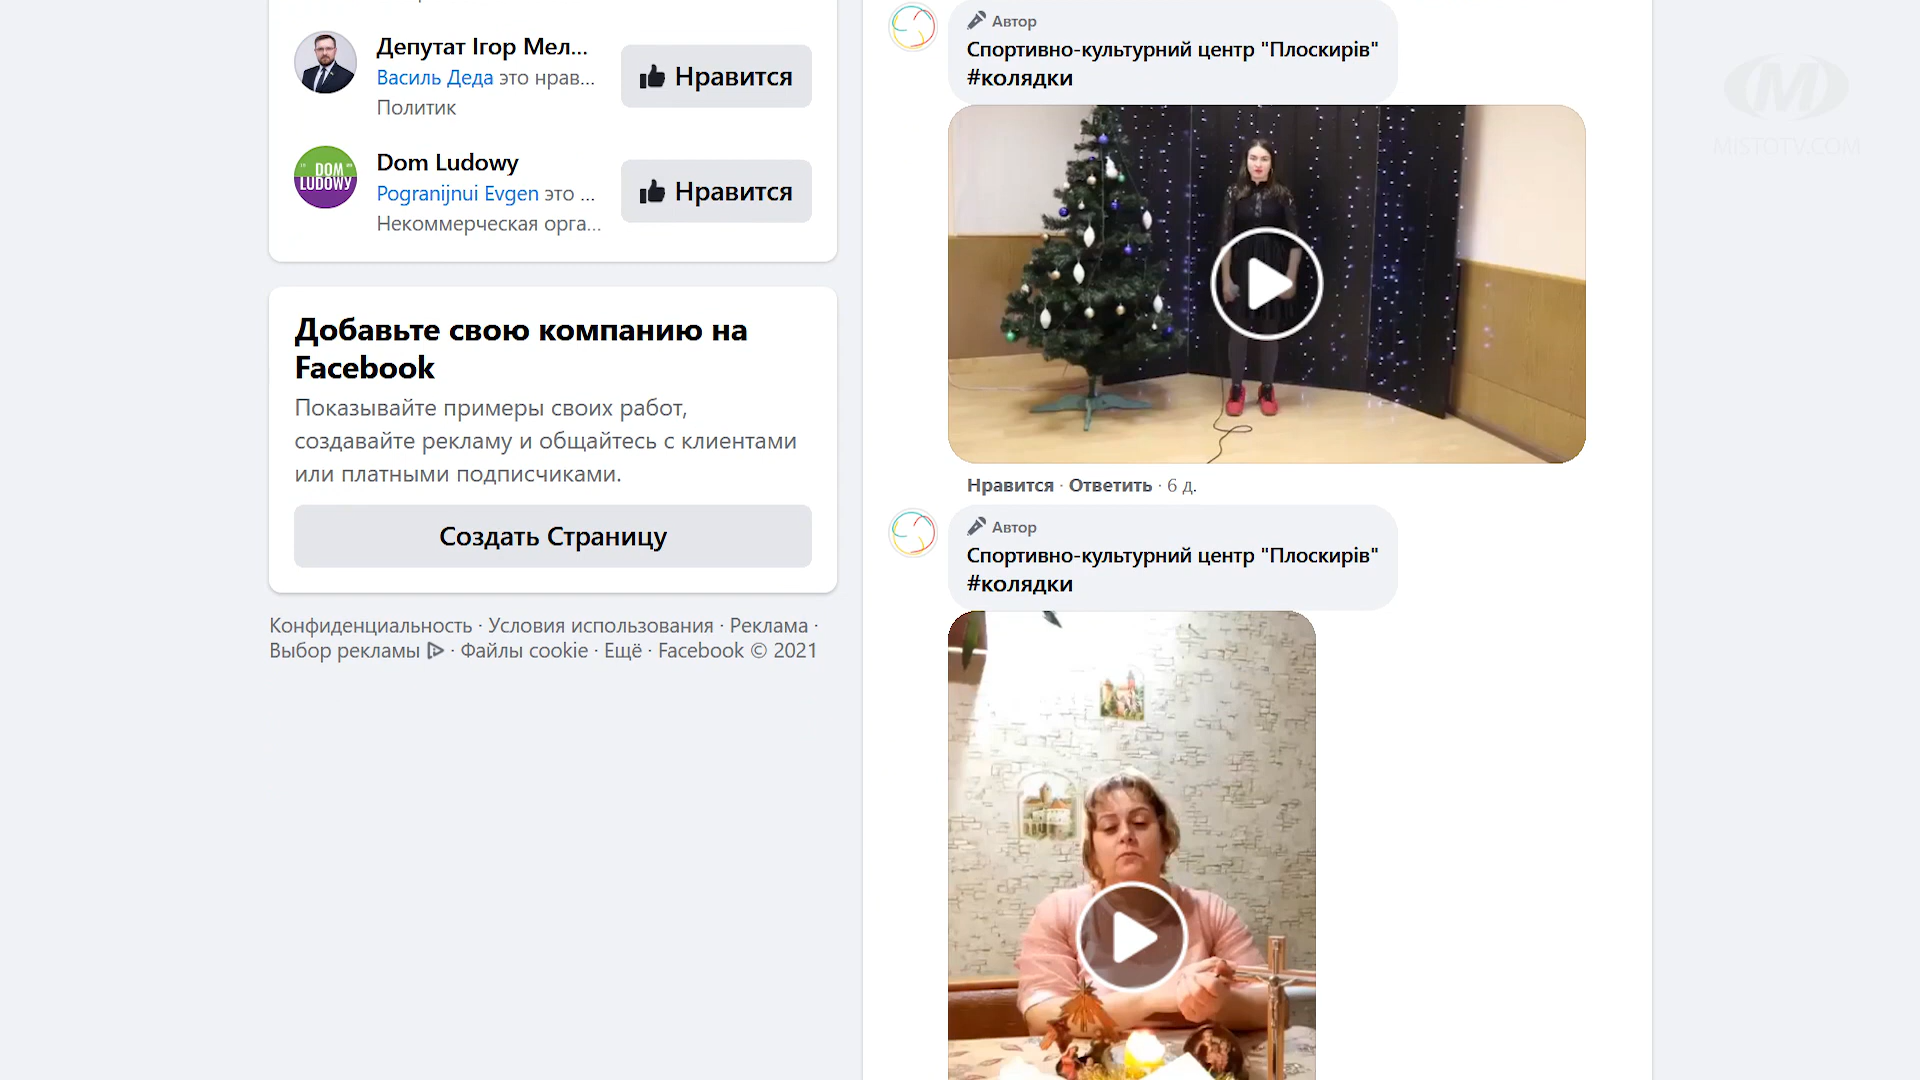 Депутат Ігор Мел...
Василь Деда это нрав...
Политик
Нравится
DOM
LUDOWY
Dom Ludowy
Pogranijnui Evgen это ...
Некоммерческая орга...
Нравится
Добавьте свою компанию на
Facebook
Показывайте примеры своих работ,
создавайте рекламу и общайтесь с клиентами
или платными подписчиками.
Создать Страницу
Конфиденциальность · Условия использования · Реклама ·
Выбор рекламы · Файлы cookie · Ещё · Facebook © 2021
Автор
Спортивно-культурний центр "Плоскирів"
#колядки
Нравится · Ответить · 6 д.
Автор
Спортивно-культурний центр "Плоскирів"
#колядки
M
MISTOTV.COM